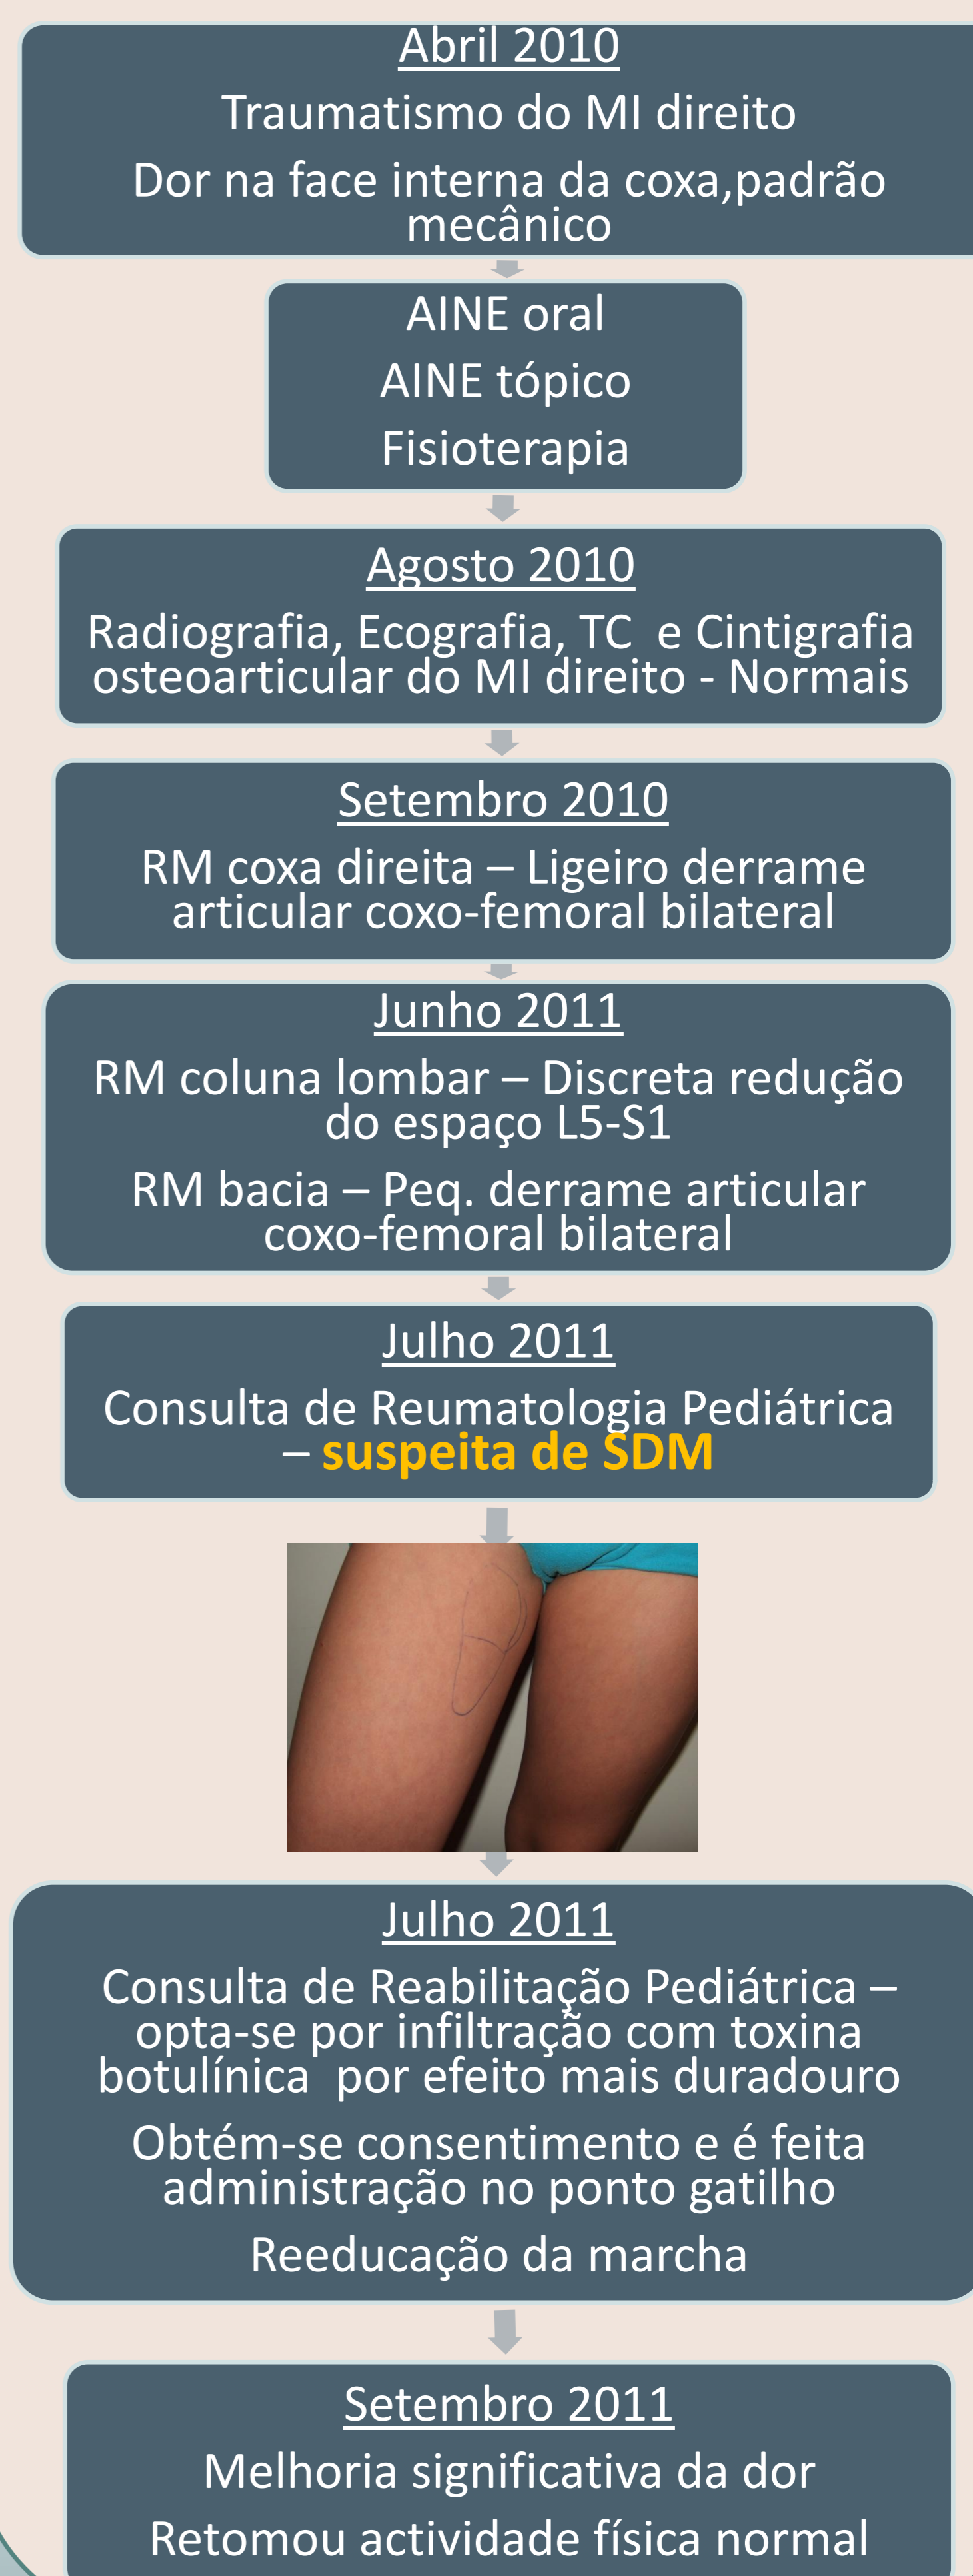 Abril 2010
Traumatismo do MI direito
Dor na face interna da coxa,padrão
mecânico
AINE oral
AINE tópico
Fisioterapia
Agosto 2010
Radiografia, Ecografia, TC e Cintigrafia
osteoarticular do MI direito - Normais
Setembro 2010
RM coxa direita – Ligeiro derrame
articular coxo-femoral bilateral
Junho 2011
RM coluna lombar – Discreta redução
do espaço L5-S1
RM bacia – Peq. derrame articular
coxo-femoral bilateral
Julho 2011
Consulta de Reumatologia Pediátrica
– suspeita de SDM
Julho 2011
Consulta de Reabilitação Pediátrica –
opta-se por infiltração com toxina
botulínica por efeito mais duradouro
Obtém-se consentimento e é feita
administração no ponto gatilho
Reeducação da marcha
Setembro 2011
Melhoria significativa da dor
Retomou actividade física normal